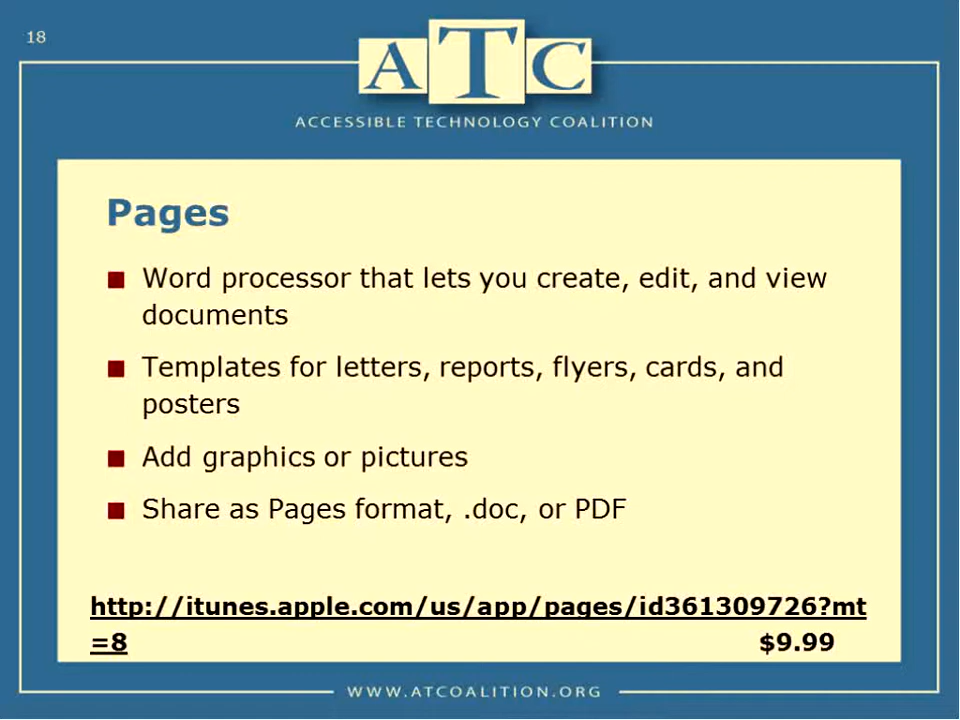 18
ATC
ACCESSIBLE TECHNOLOGY COALITION
Pages
Word processor that lets you create, edit, and view
documents
Templates for letters, reports, flyers, cards, and
posters
Add graphics or pictures
Share as Pages format, .doc, or PDF
http://itunes.apple.com/us/app/pages/id361309726?mt
=8 $9.99
WWW.ATCOALITION.ORG